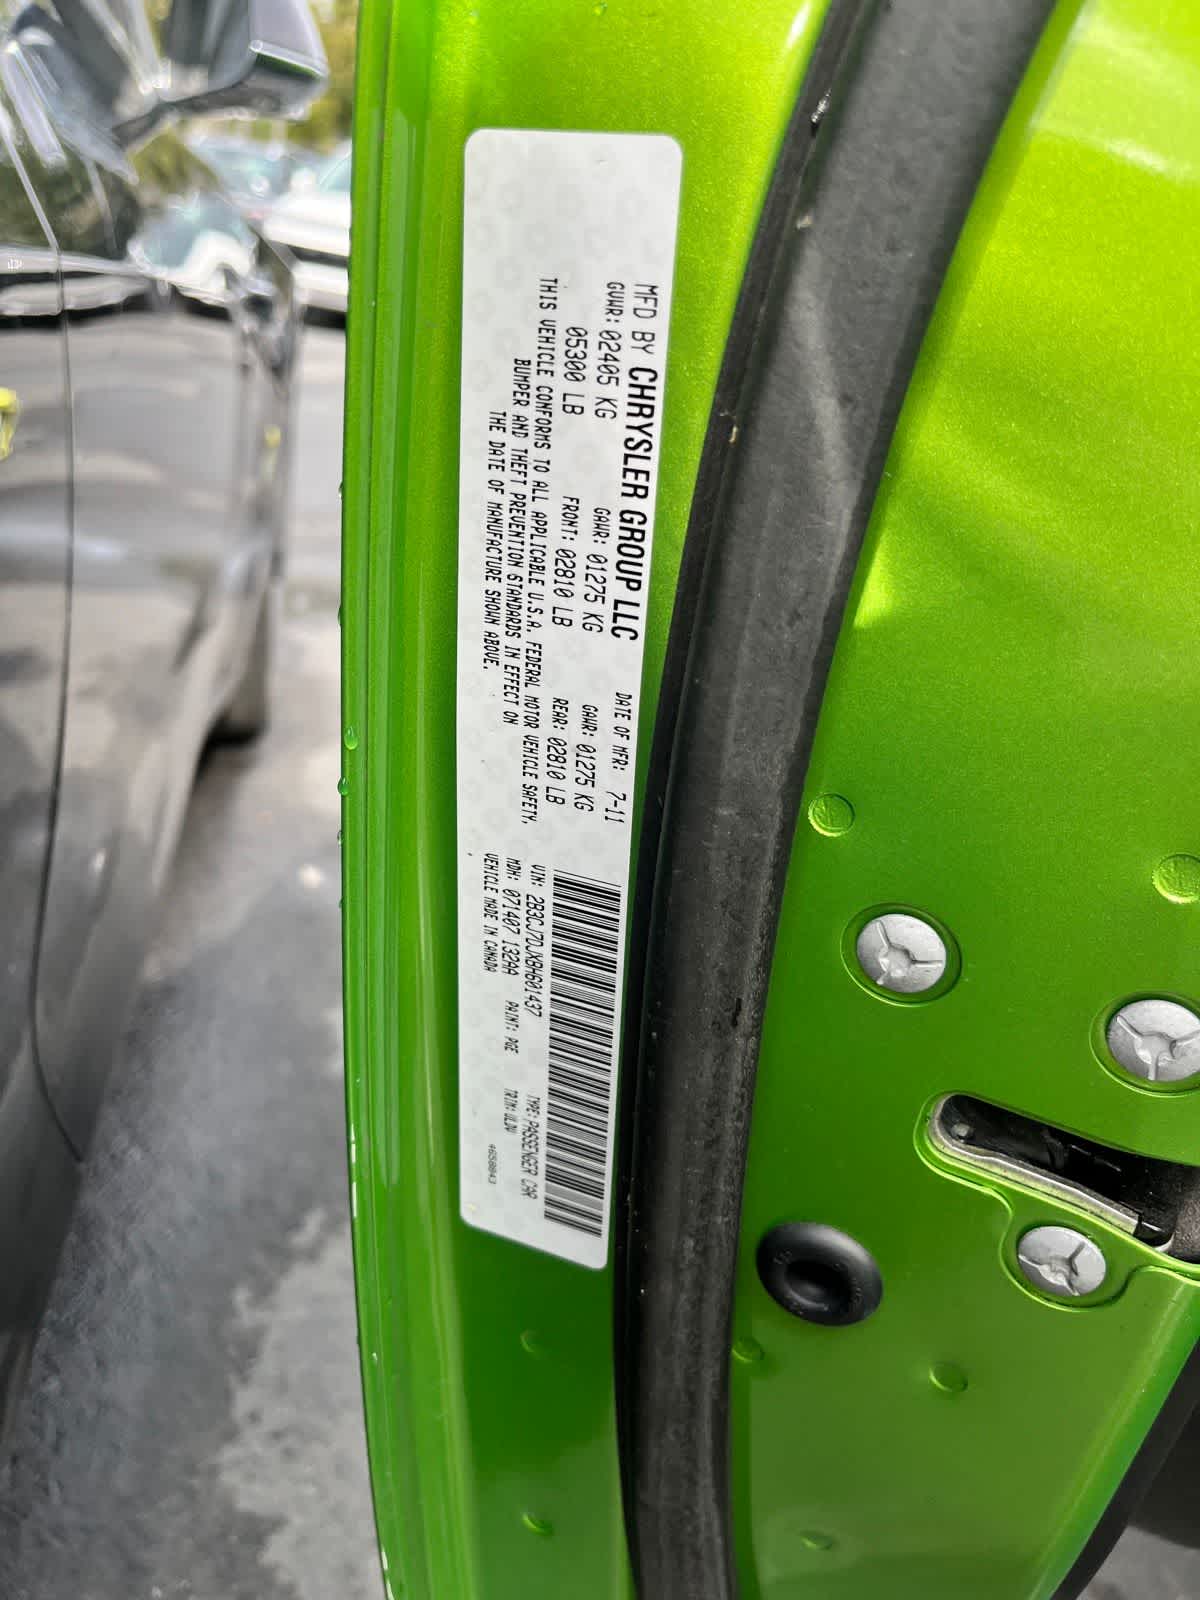 MFD BY CHRYSLER GROUP LLC DATE OF MFR: 7-11
GVWR: 02405 KG GAWR: 01275 KG GAWR: 01275 KG
05300 LB FRONT: 02810 LB REAR: 02810 LB
THIS VEHICLE CONFORMS TO ALL APPLICABLE U.S.A. FEDERAL MOTOR VEHICLE SAFETY,
BUMPER AND THEFT PREVENTION STANDARDS IN EFFECT ON
THE DATE OF MANUFACTURE SHOWN ABOVE.
VIN: 2B3CJ7DJXBH601437 TYPE: PASSENGER CAR
MDH: 071407 132AA PAINT: PGE TRIM: ULDV
VEHICLE MADE IN CANADA 4658043